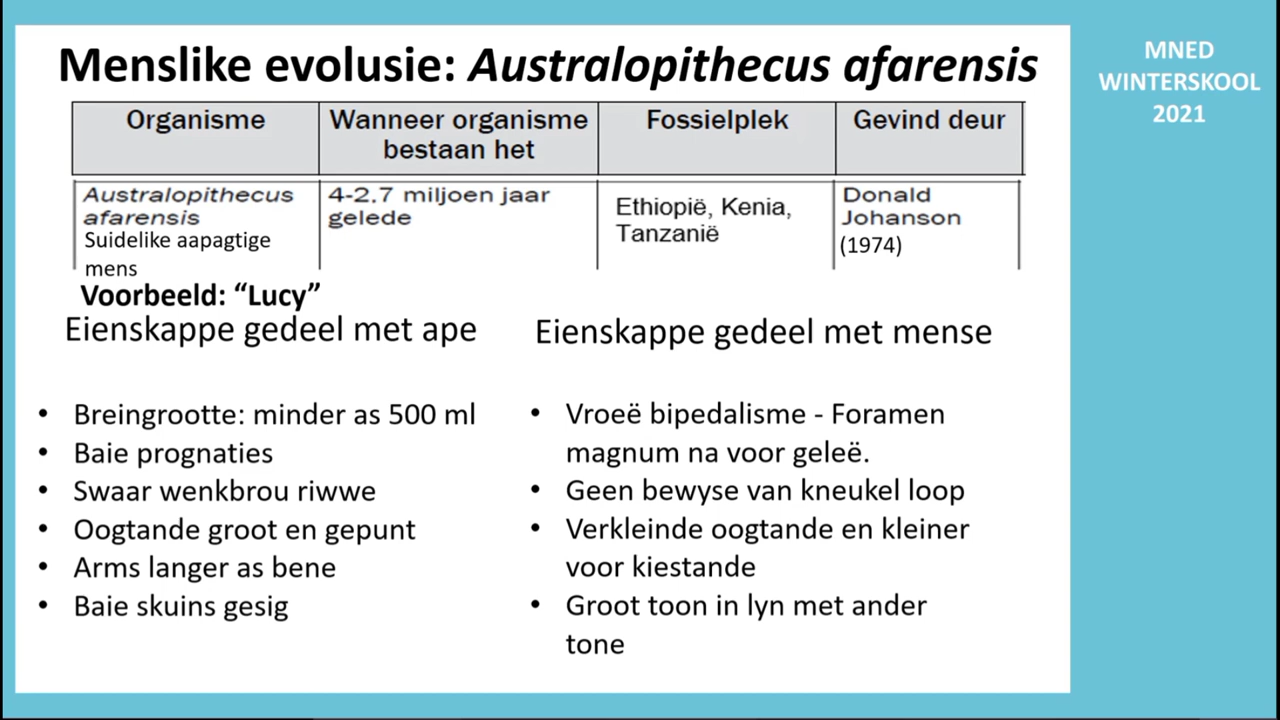 Menslike evolusie: Australopithecus afarensis
MNED
WINTERSKOOL
2021
Organisme
Wanneer organisme
bestaan het
Fossielplek
Gevind deur
Australopithecus
afarensis
Suidelike aapagtige
mens
4-2.7 miljoen jaar
gelede
Ethiopië, Kenia,
Tanzanië
Donald
Johanson
(1974)
Voorbeeld: “Lucy”
Eienskappe gedeel met ape
• Breingrootte: minder as 500 ml
• Baie prognaties
• Swaar wenkbrou riwwe
• Oogtande groot en gepunt
• Arms langer as bene
• Baie skuins gesig
Eienskappe gedeel met mense
• Vroeë bipedalisme - Foramen
magnum na voor geleë.
• Geen bewyse van kneukel loop
• Verkleinde oogtande en kleiner
voor kiestande
• Groot toon in lyn met ander
tone